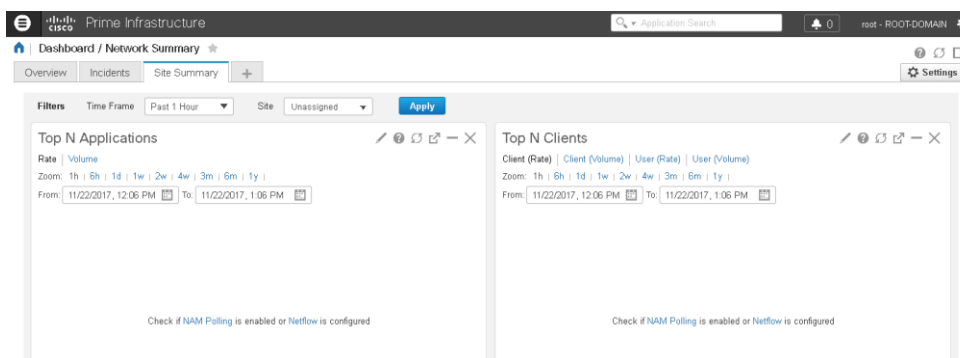 cisco Prime Infrastructure Application Search 0 root - ROOT-DOMAIN
Dashboard / Network Summary
Overview Incidents Site Summary + Settings
Filters Time Frame Past 1 Hour Site Unassigned Apply
Top N Applications
Rate | Volume
Zoom: 1h | 6h | 1d | 1w | 2w | 4w | 3m | 6m | 1y |
From: 11/22/2017, 12:06 PM To: 11/22/2017, 1:06 PM
Check if NAM Polling is enabled or Netflow is configured
Top N Clients
Client (Rate) | Client (Volume) | User (Rate) | User (Volume)
Zoom: 1h | 6h | 1d | 1w | 2w | 4w | 3m | 6m | 1y |
From: 11/22/2017, 12:06 PM To: 11/22/2017, 1:06 PM
Check if NAM Polling is enabled or Netflow is configured